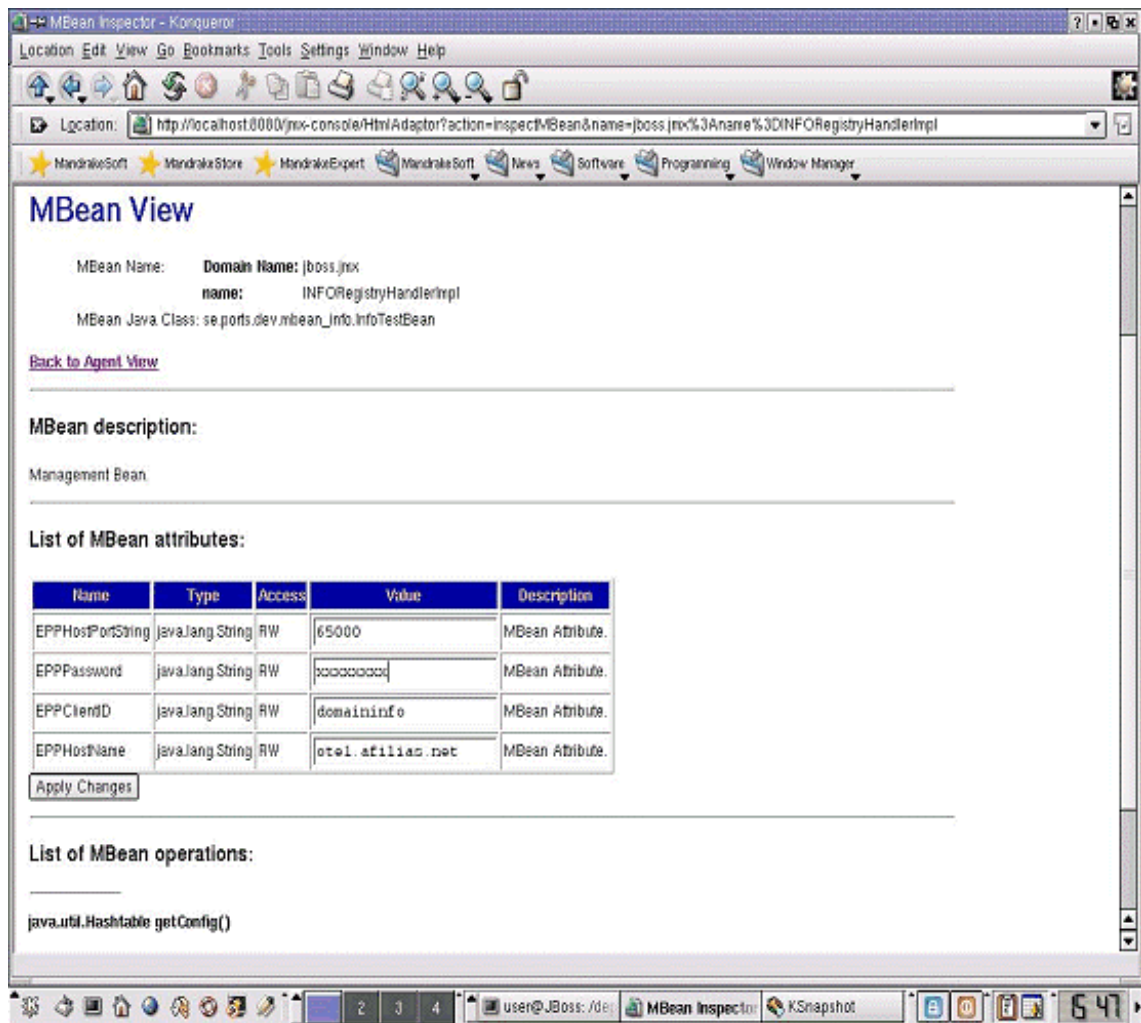 MBean Inspector - Konqueror
Location Edit View Go Bookmarks Tools Settings Window Help
Location: http://localhost:8080/jmx-console/HtmlAdaptor?action=inspectMBean&name=jboss.jmx%3Aname%3DINFORegistryHandlerImpl
MandrakeSoft MandrakeStore MandrakeExpert MandrakeSoft News Software Programming Window Manager
MBean View
MBean Name: Domain Name: jboss.jmx
name: INFORegistryHandlerImpl
MBean Java Class: se.ports.dev.mbean_info.InfoTestBean
Back to Agent View
MBean description:
Management Bean.
List of MBean attributes:
Name Type Access Value Description
EPPHostPortString java.lang.String RW 65000 MBean Attribute.
EPPPassword java.lang.String RW xxxxxxxxx MBean Attribute.
EPPClientID java.lang.String RW domaininfo MBean Attribute.
EPPHostName java.lang.String RW otel.afilias.net MBean Attribute.
Apply Changes
List of MBean operations:
java.util.Hashtable getConfig()
2 3 4 user@JBoss: /de MBean Inspecto KSnapshot 15 47